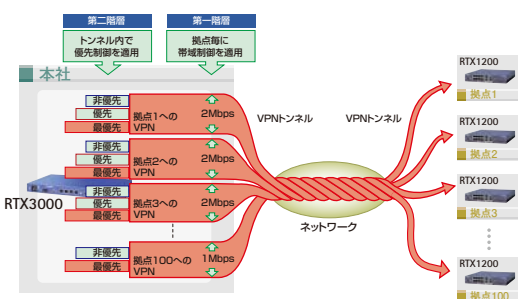 第二階層
第一階層
トンネル内で
優先制御を適用
拠点毎に
帯域制御を適用
本社
非優先
優先
最優先
拠点1への
VPN
2Mbps
非優先
優先
最優先
拠点2への
VPN
2Mbps
非優先
優先
最優先
拠点3への
VPN
2Mbps
非優先
最優先
拠点100への
VPN
1Mbps
RTX3000
VPNトンネル
VPNトンネル
ネットワーク
RTX1200
拠点1
RTX1200
拠点2
RTX1200
拠点3
RTX1200
拠点100